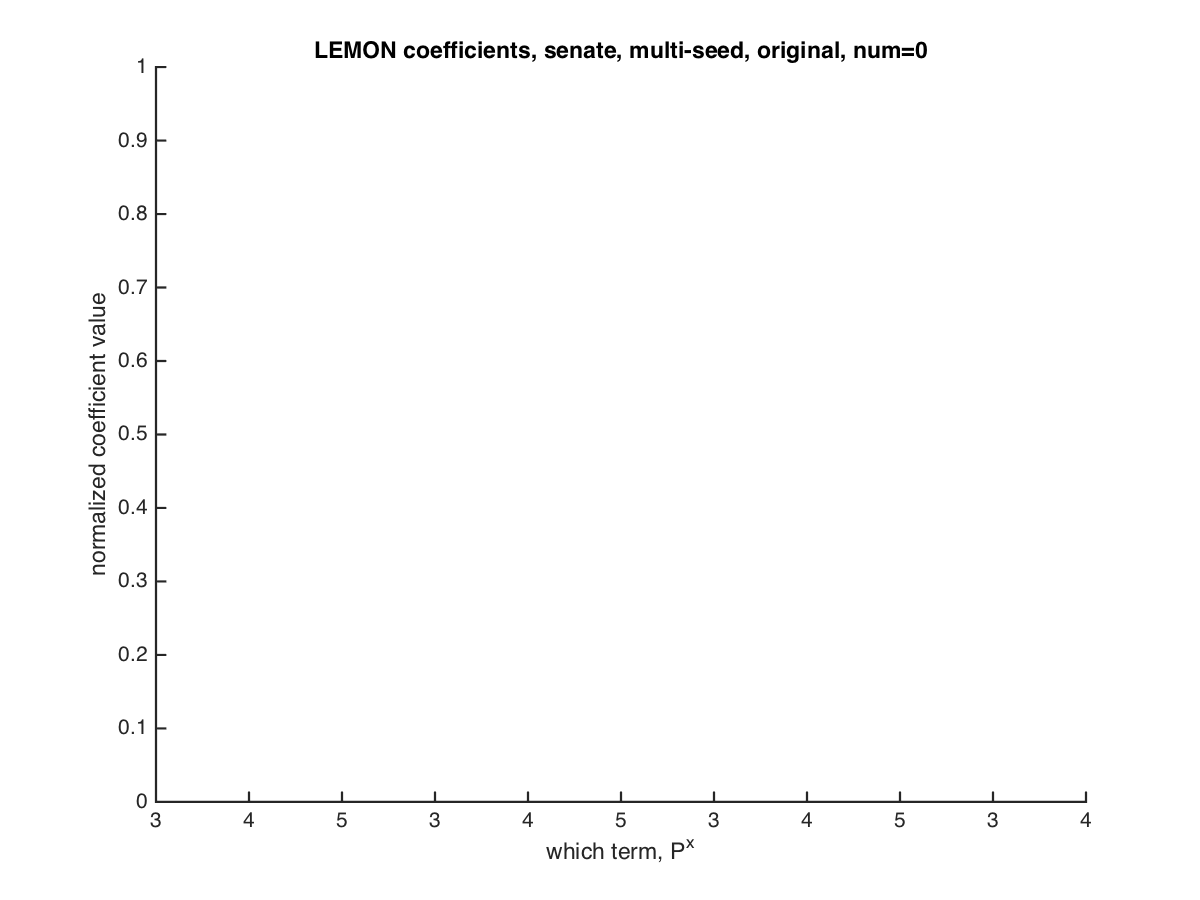 LEMON coefficients, senate, multi-seed, original, num=0
1
0.9
0.8
0.7
0.6
0.5
0.4
0.3
0.2
0.1
0
normalized coefficient value
3 4 5 3 4 5 3 4 5 3 4
which term, P^x